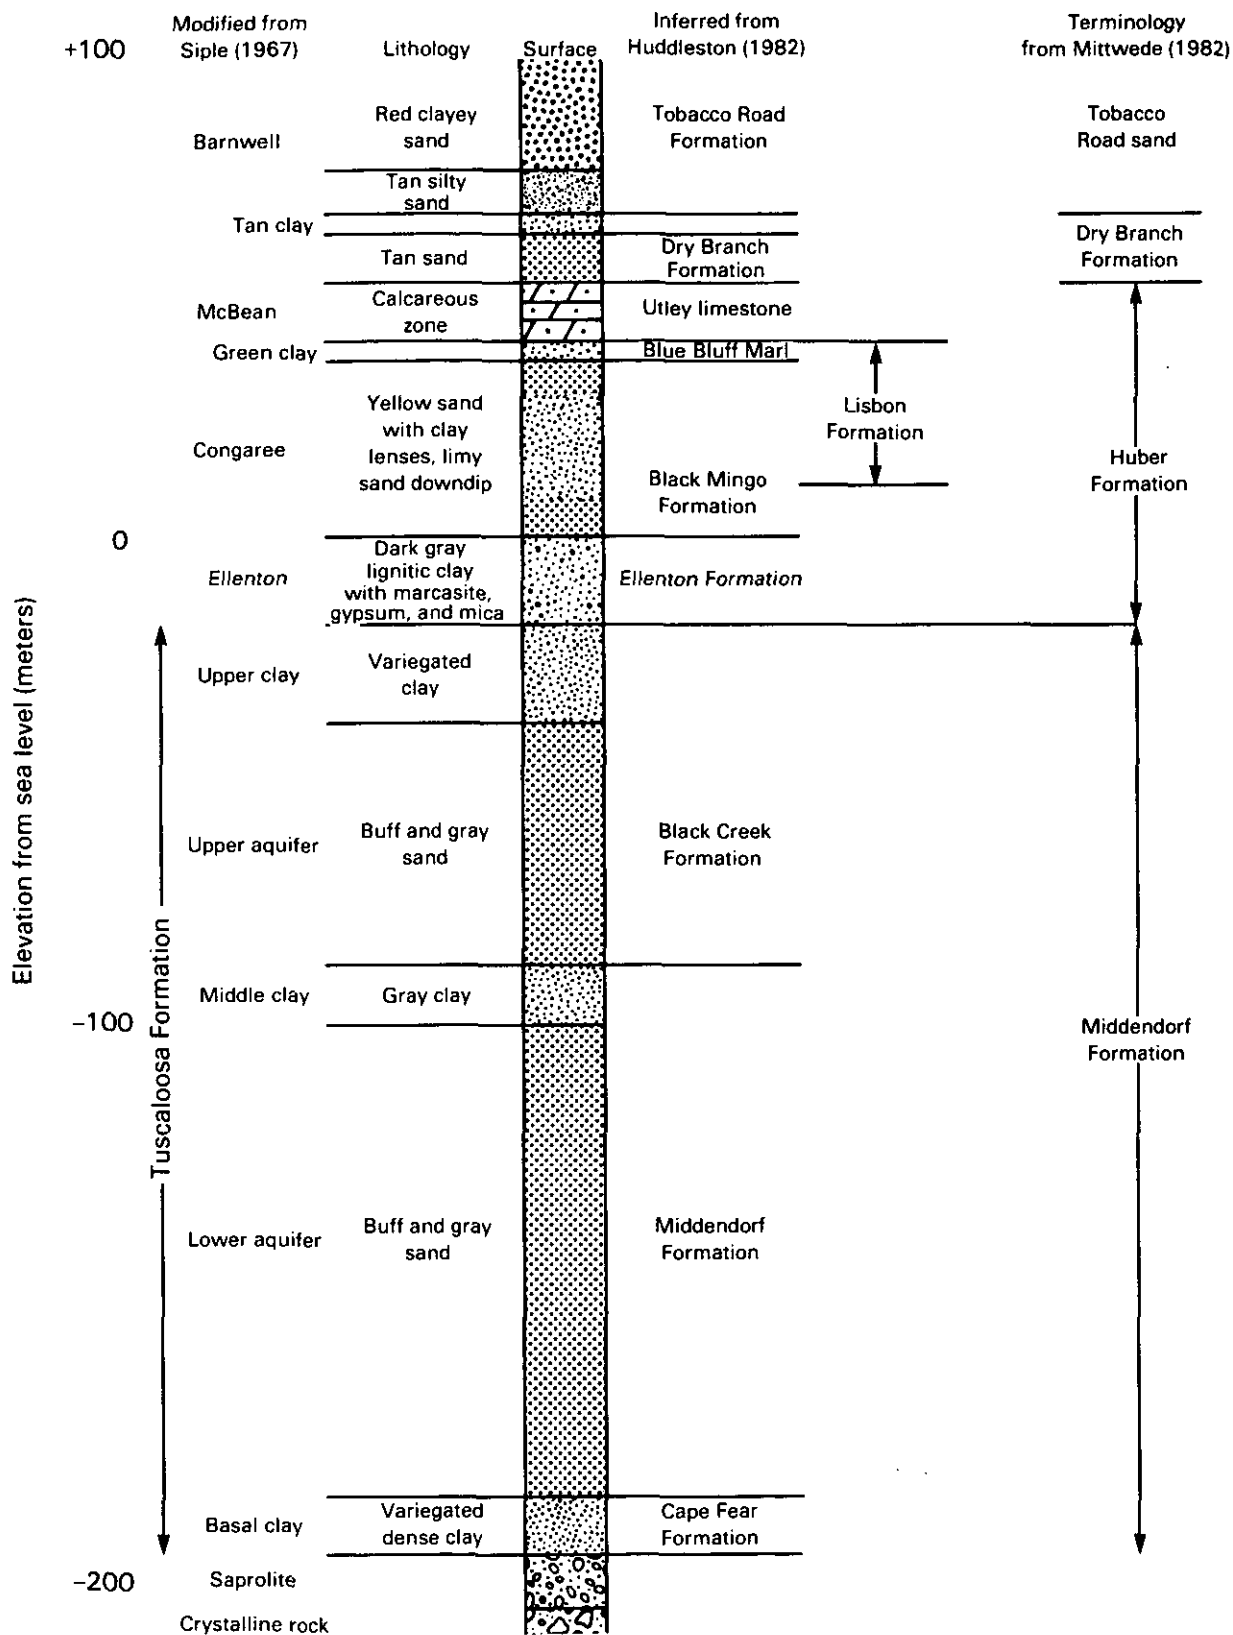 Modified from
Siple (1967)
Lithology
Surface
Inferred from
Huddleston (1982)
Terminology
from Mittwede (1982)
+100
Barnwell
Red clayey
sand
Tobacco Road
Formation
Tobacco
Road sand
Tan silty
sand
Tan clay
Tan sand
Dry Branch
Formation
Dry Branch
Formation
McBean
Calcareous
zone
Utley limestone
Green clay
Blue Bluff Marl
Congaree
Yellow sand
with clay
lenses, limy
sand downdip
Lisbon
Formation
Black Mingo
Formation
Huber
Formation
0
Ellenton
Dark gray
lignitic clay
with marcasite,
gypsum, and mica
Ellenton Formation
Upper clay
Variegated
clay
Upper aquifer
Buff and gray
sand
Black Creek
Formation
Elevation from sea level (meters)
Tuscaloosa Formation
Middle clay
Gray clay
-100
Middendorf
Formation
Lower aquifer
Buff and gray
sand
Middendorf
Formation
Basal clay
Variegated
dense clay
Cape Fear
Formation
-200
Saprolite
Crystalline rock